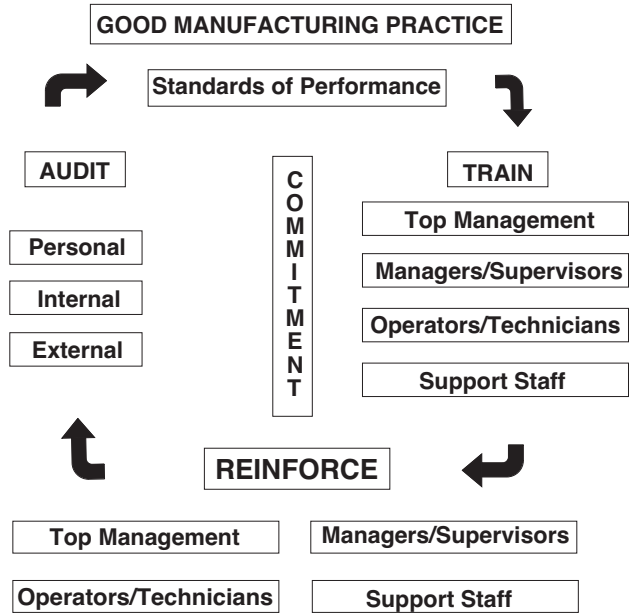 GOOD MANUFACTURING PRACTICE
Standards of Performance
AUDIT
Personal
Internal
External
COMMITMENT
TRAIN
Top Management
Managers/Supervisors
Operators/Technicians
Support Staff
REINFORCE
Top Management
Managers/Supervisors
Operators/Technicians
Support Staff